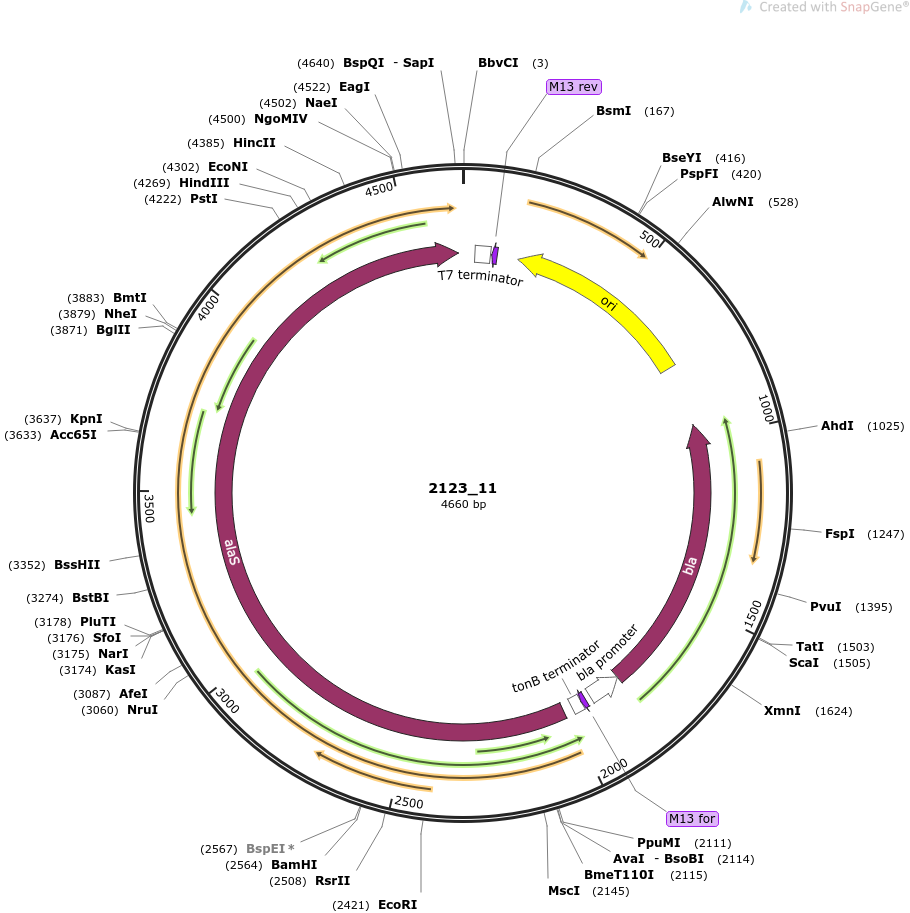 Created with SnapGene®
(4640) BspQI - SapI
BbvCI (3)
(4522) EagI
M13 rev
(4502) NaeI
BsmI (167)
(4500) NgoMIV
(4385) HincII
BseYI (416)
(4302) EcoNI
PspFI (420)
(4269) HindIII
(4222) PstI
AlwNI (528)
4500
500
T7 terminator
ori
(3883) BmtI
(3879) NheI
(3871) BglII
4000
1000
(3637) KpnI
(3633) Acc65I
AhdI (1025)
2123_11
4660 bp
3500
FspI (1247)
alaS
bla
(3352) BssHII
(3274) BstBI
PvuI (1395)
1500
(3178) PluTI
(3176) SfoI
(3175) NarI
(3174) KasI
TatI (1503)
ScaI (1505)
tonB terminator
bla promoter
(3087) AfeI
(3060) NruI
3000
XmnI (1624)
2000
2500
M13 for
(2567) BspEI *
(2564) BamHI
(2508) RsrII
(2421) EcoRI
PpuMI (2111)
AvaI - BsoBI (2114)
BmeT110I (2115)
MscI (2145)